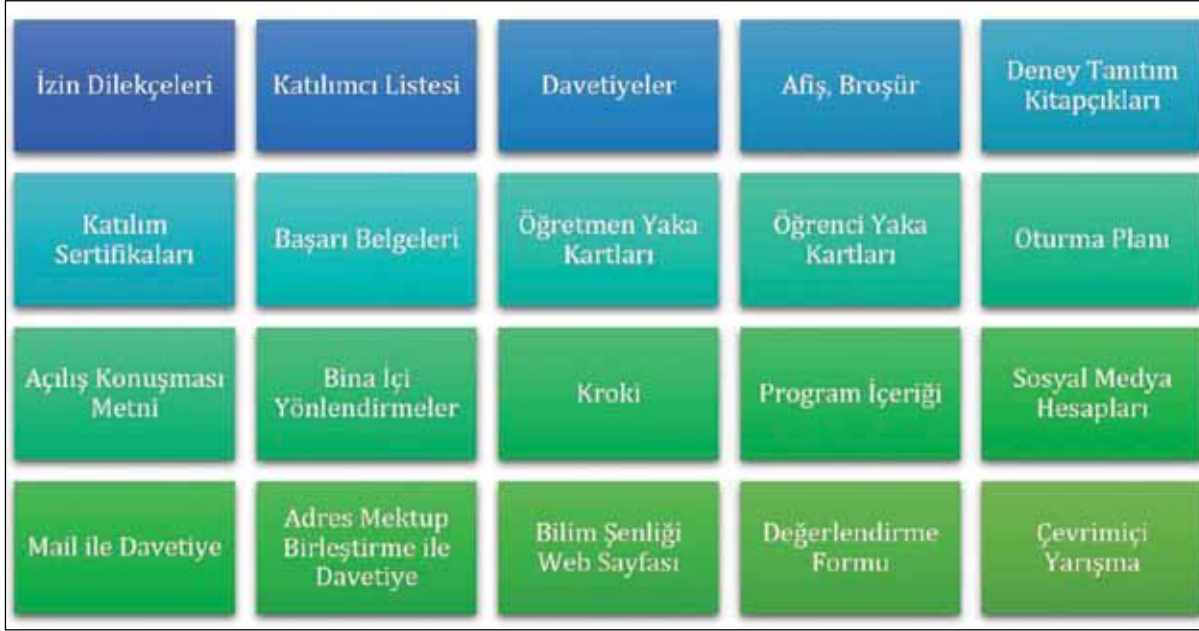 İzin Dilekçeleri
Katılımcı Listesi
Davetiyeler
Afiş, Broşür
Deney Tanıtım
Kitapçıkları
Katılım
Sertifikaları
Başarı Belgeleri
Öğretmen Yaka
Kartları
Öğrenci Yaka
Kartları
Oturma Planı
Açılış Konuşması
Metni
Bina İçi
Yönlendirmeler
Kroki
Program İçeriği
Sosyal Medya
Hesapları
Mail ile Davetiye
Adres Mektup
Birleştirme ile
Davetiye
Bilim Şenliği
Web Sayfası
Değerlendirme
Formu
Çevrimiçi
Yarışma